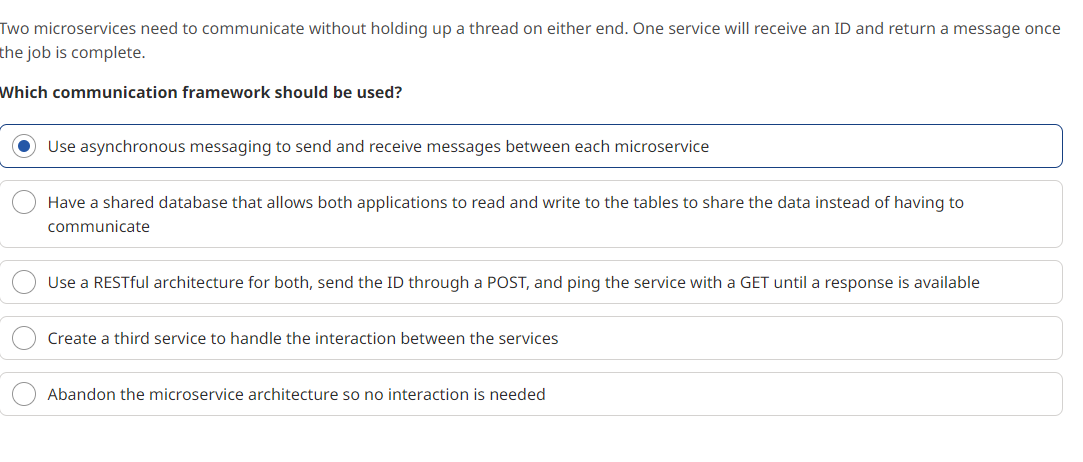 Two microservices need to communicate without holding up a thread on either end. One service will receive an ID and return a message once
the job is complete.
Which communication framework should be used?
Use asynchronous messaging to send and receive messages between each microservice
Have a shared database that allows both applications to read and write to the tables to share the data instead of having to
communicate
Use a RESTful architecture for both, send the ID through a POST, and ping the service with a GET until a response is available
Create a third service to handle the interaction between the services
Abandon the microservice architecture so no interaction is needed